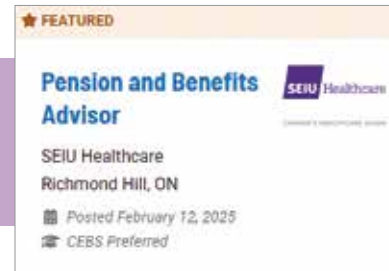 FEATURED
Pension and Benefits
Advisor
SEIU Healthcare
SEIU Healthcare
Richmond Hill, ON
Posted February 12, 2025
CEBS Preferred